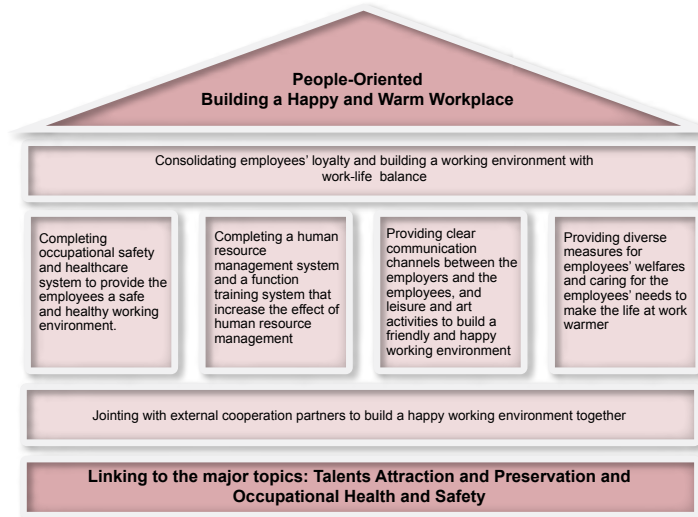 People-Oriented
Building a Happy and Warm Workplace
Consolidating employees' loyalty and building a working environment with
work-life balance
Completing
occupational safety
and healthcare
system to provide the
employees a safe
and healthy working
environment.
Completing a human
resource
management system
and a function
training system that
increase the effect of
human resource
management
Providing clear
communication
channels between the
employers and the
employees, and
leisure and art
activities to build a
friendly and happy
working environment
Providing diverse
measures for
employees' welfares
and caring for the
employees' needs to
make the life at work
warmer
Jointing with external cooperation partners to build a happy working environment together
Linking to the major topics: Talents Attraction and Preservation and
Occupational Health and Safety